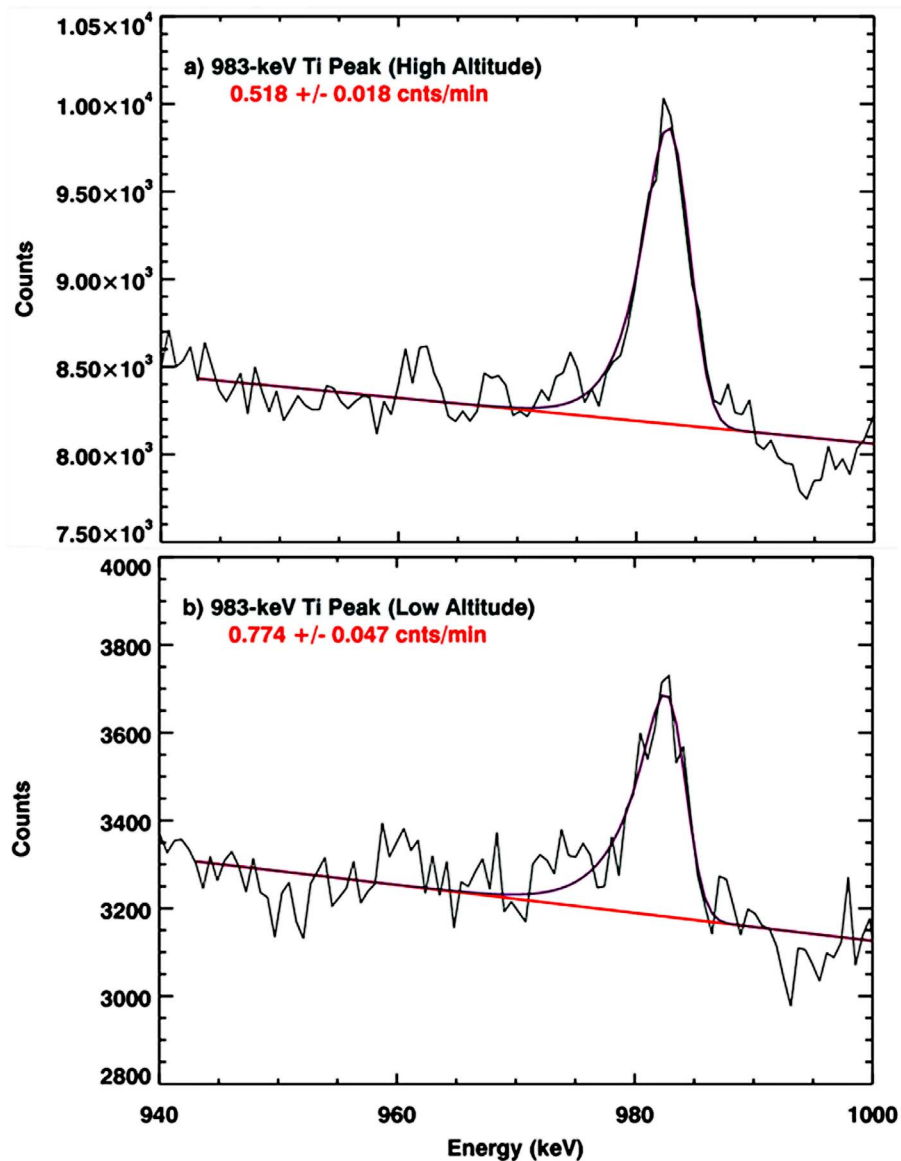 1.05×10⁴
a) 983-keV Ti Peak (High Altitude)
0.518 +/- 0.018 cnts/min
1.00×10⁴
9.50×10³
9.00×10³
8.50×10³
8.00×10³
7.50×10³
Counts
4000
b) 983-keV Ti Peak (Low Altitude)
0.774 +/- 0.047 cnts/min
3800
3600
3400
3200
3000
2800
Counts
940
960
980
1000
Energy (keV)